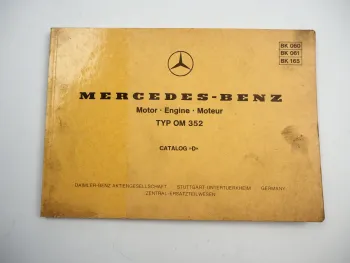 BK 060
BK 061
BK 165
MERCEDES-BENZ
Motor · Engine · Moteur
TYP OM 352
CATALOG »D«
DAIMLER-BENZ AKTIENGESELLSCHAFT · STUTTGART-UNTERTUERKHEIM · GERMANY
ZENTRAL-ERSATZTEILWESEN